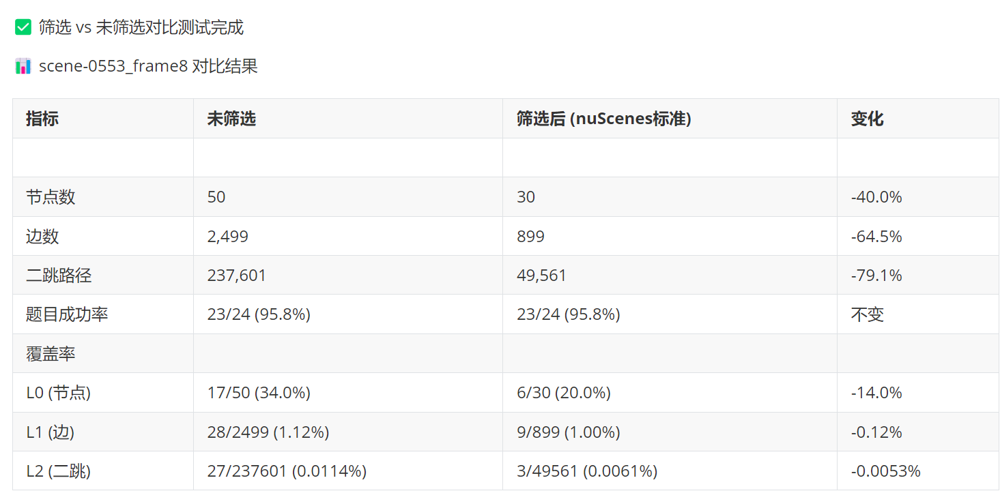 ✅ 筛选 vs 未筛选对比测试完成
📊 scene-0553_frame8 对比结果
指标 未筛选 筛选后 (nuScenes标准) 变化
节点数 50 30 -40.0%
边数 2,499 899 -64.5%
二跳路径 237,601 49,561 -79.1%
题目成功率 23/24 (95.8%) 23/24 (95.8%) 不变
覆盖率
L0 (节点) 17/50 (34.0%) 6/30 (20.0%) -14.0%
L1 (边) 28/2499 (1.12%) 9/899 (1.00%) -0.12%
L2 (二跳) 27/237601 (0.0114%) 3/49561 (0.0061%) -0.0053%